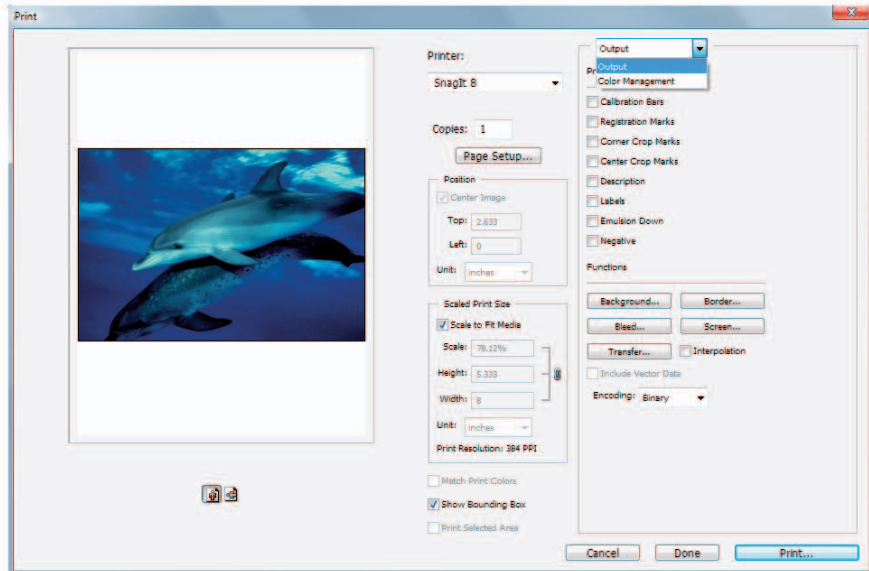 Print
Printer:
SnagIt 8
Copies: 1
Page Setup...
Position
Center Image
Top: 2.633
Left: 0
Unit: inches
Scaled Print Size
Scale to Fit Media
Scale: 78.12%
Height: 5.333
Width: 8
Unit: inches
Print Resolution: 384 PPI
Match Print Colors
Show Bounding Box
Print Selected Area
Output
Output
Color Management
Calibration Bars
Registration Marks
Corner Crop Marks
Center Crop Marks
Description
Labels
Emulsion Down
Negative
Functions
Background... Border...
Bleed... Screen...
Transfer... Interpolation
Include Vector Data
Encoding: Binary
Cancel Done Print...